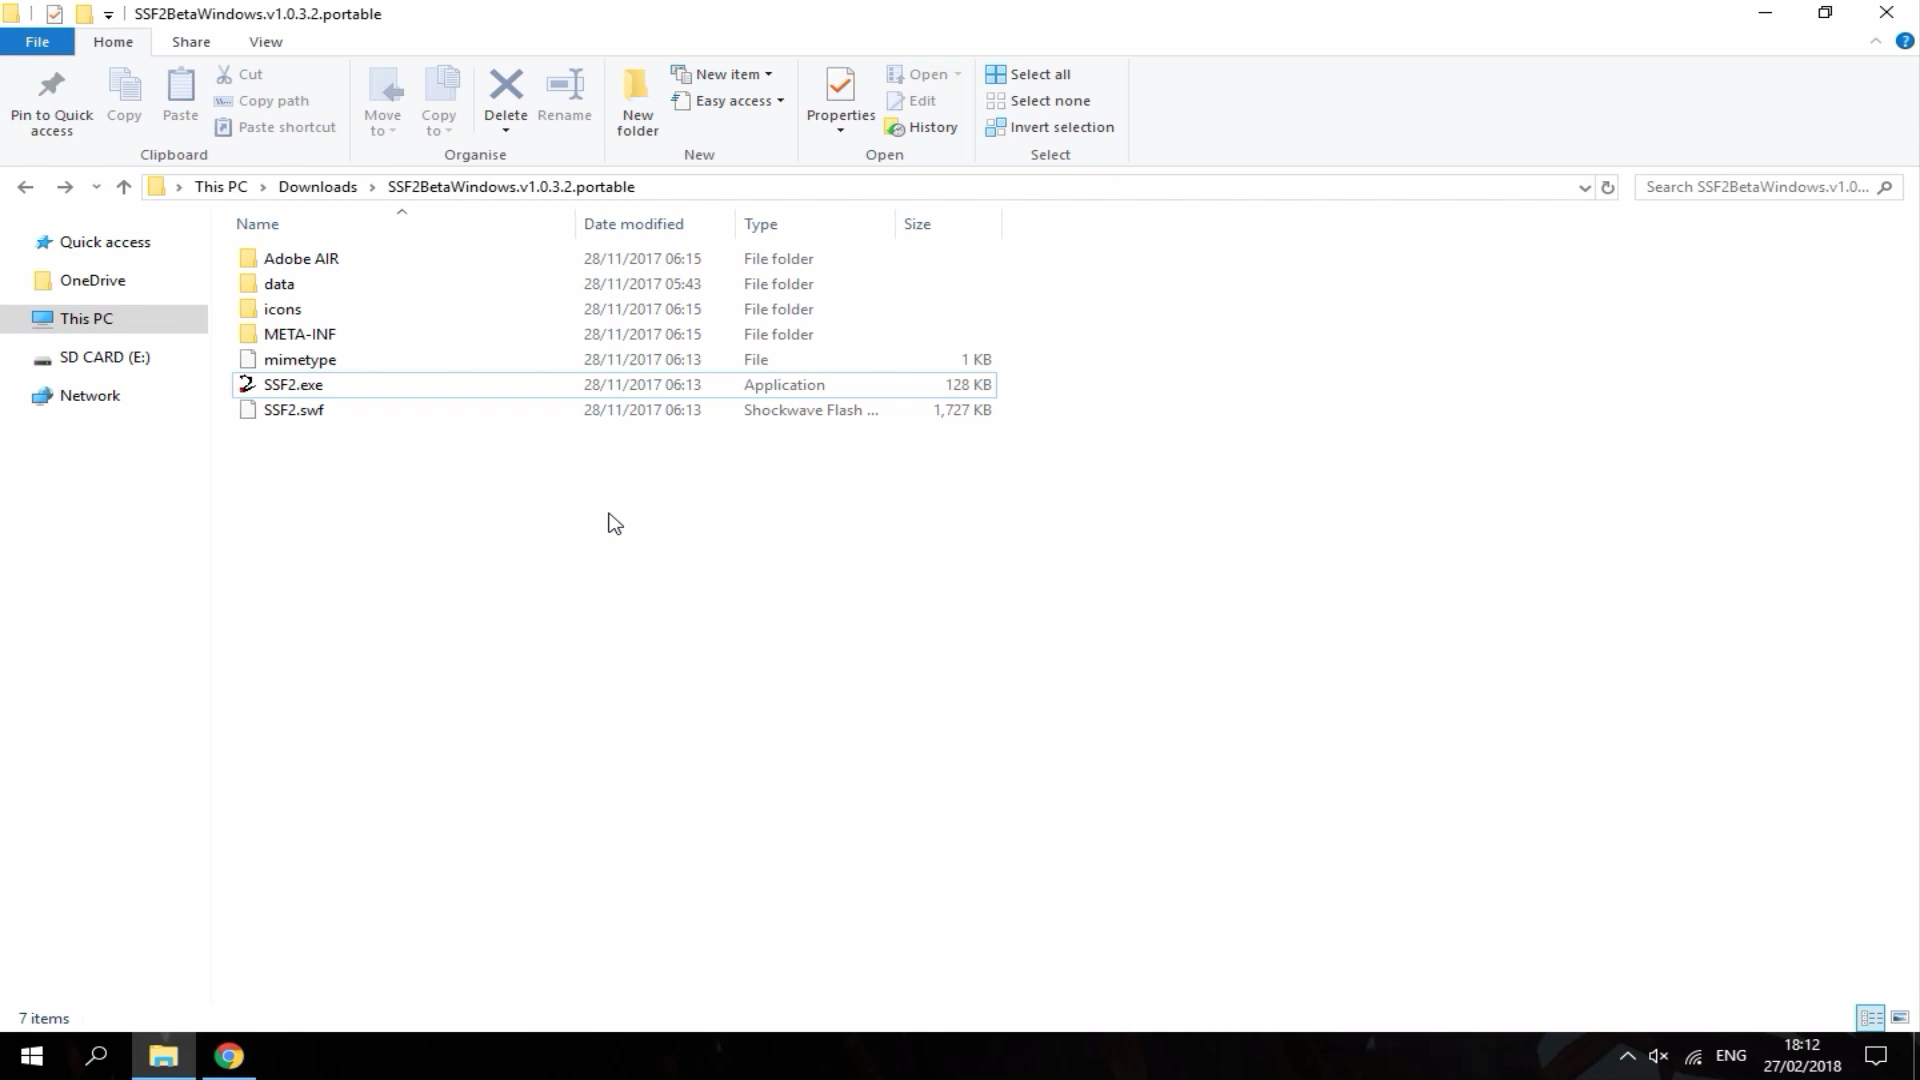 SSF2BetaWindows.v1.0.3.2.portable
File Home Share View
Pin to Quick access
Copy
Paste
Cut
Copy path
Paste shortcut
Clipboard
Move to
Copy to
Delete
Rename
Organise
New folder
New item
Easy access
New
Properties
Open
Edit
History
Open
Select all
Select none
Invert selection
Select
This PC Downloads SSF2BetaWindows.v1.0.3.2.portable
Search SSF2BetaWindows.v1.0...
Quick access
OneDrive
This PC
SD CARD (E:)
Network
Name Date modified Type Size
Adobe AIR 28/11/2017 06:15 File folder
data 28/11/2017 05:43 File folder
icons 28/11/2017 06:15 File folder
META-INF 28/11/2017 06:15 File folder
mimetype 28/11/2017 06:13 File 1 KB
SSF2.exe 28/11/2017 06:13 Application 128 KB
SSF2.swf 28/11/2017 06:13 Shockwave Flash ... 1,727 KB
7 items
ENG
18:12
27/02/2018